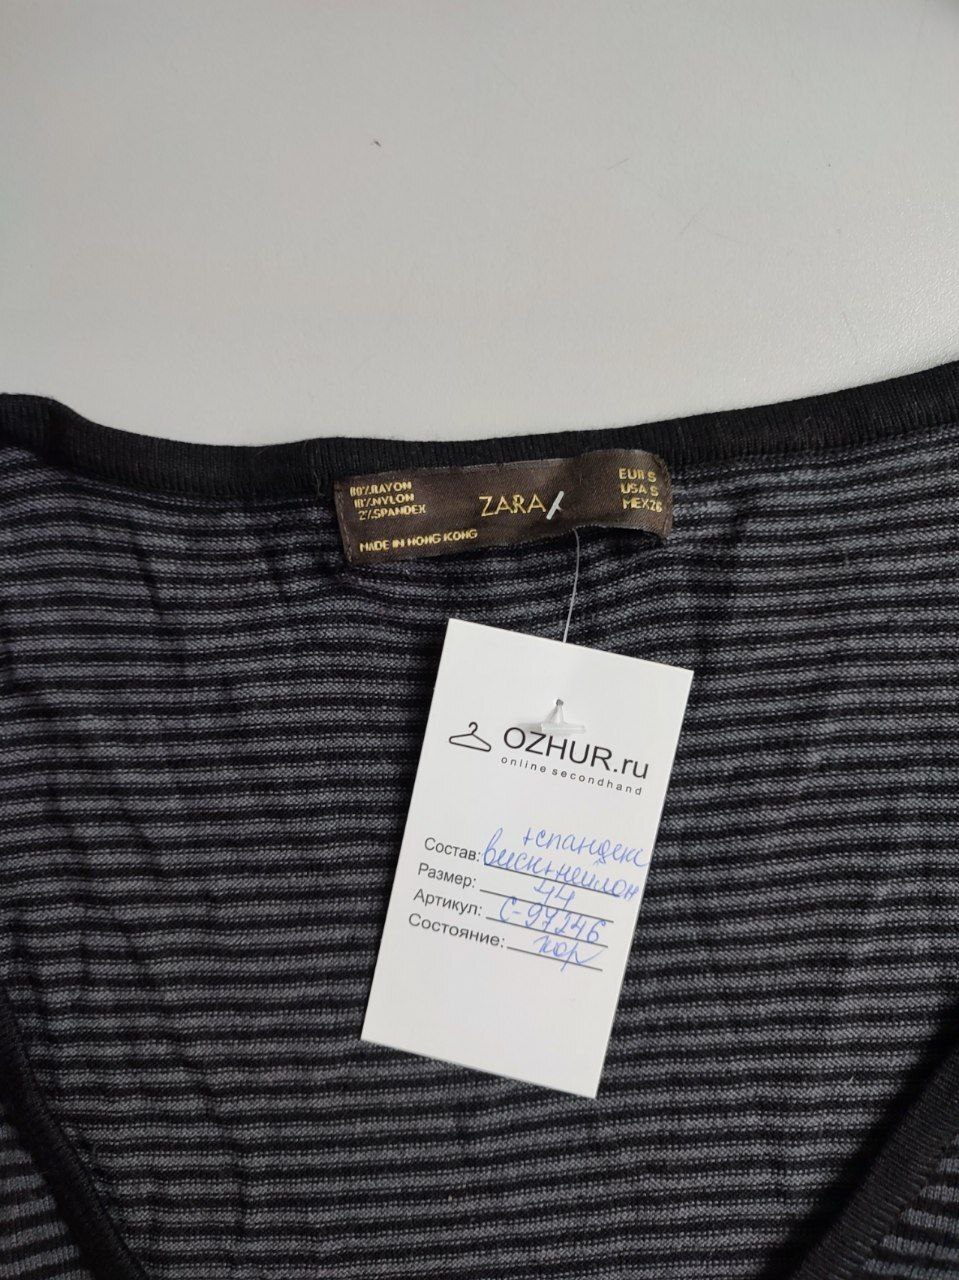 80% RAYON
18% NYLON
2% SPANDEX
MADE IN HONG KONG
ZARA
EUR S
USA S
MEX 26
OZHUR.ru
online secondhand
+спандекс
Состав: виск+нейлон
Размер: 44
Артикул: С-97246
Состояние: хор